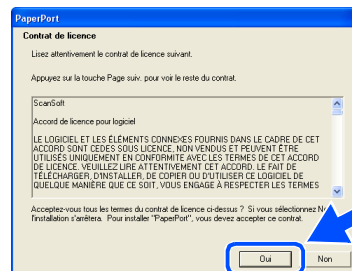 PaperPort
Contrat de licence
Lisez attentivement le contrat de licence suivant.
Appuyez sur la touche Page suiv. pour voir le reste du contrat.
ScanSoft
Accord de licence pour logiciel
LE LOGICIEL ET LES ÉLÉMENTS CONNEXES FOURNIS DANS LE CADRE DE CET
ACCORD SONT CEDES SOUS LICENCE, NON VENDUS ET PEUVENT ÊTRE
UTILISÉS UNIQUEMENT EN CONFORMITE AVEC LES TERMES DE CET ACCORD
DE LICENCE. VEUILLEZ LIRE ATTENTIVEMENT CET ACCORD. LE FAIT DE
TÉLÉCHARGER, D'INSTALLER, DE COPIER OU D'UTILISER CE LOGICIEL DE
QUELQUE MANIÈRE QUE CE SOIT, VOUS ENGAGE À RESPECTER LES TERMES
Acceptez-vous tous les termes du contrat de licence ci-dessus ? Si vous sélectionnez
l'installation s'arrêtera. Pour installer "PaperPort", vous devez accepter ce contrat.
Oui
Non